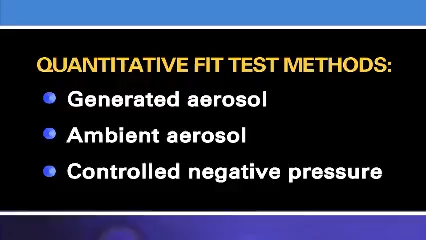 QUANTITATIVE FIT TEST METHODS:
Generated aerosol
Ambient aerosol
Controlled negative pressure